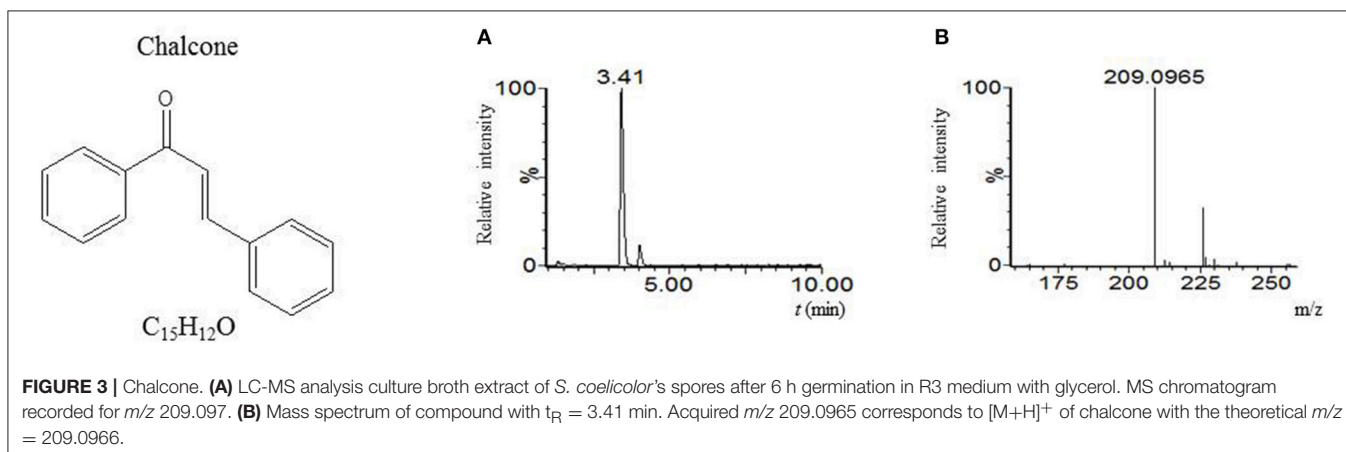 Chalcone
O
C₁₅H₁₂O
A
3.41
100
Relative intensity
%
0
5.00
10.00
t (min)
B
209.0965
100
Relative intensity
%
0
175
200
225
250
m/z
FIGURE 3 | Chalcone. (A) LC-MS analysis culture broth extract of S. coelicolor's spores after 6 h germination in R3 medium with glycerol. MS chromatogram
recorded for m/z 209.097. (B) Mass spectrum of compound with tR = 3.41 min. Acquired m/z 209.0965 corresponds to [M+H]⁺ of chalcone with the theoretical m/z
= 209.0966.